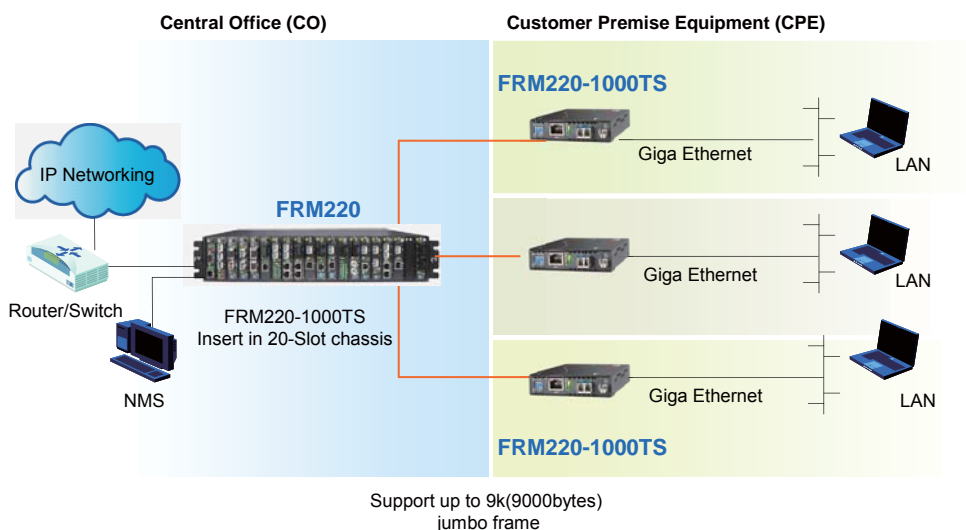 Central Office (CO)
Customer Premise Equipment (CPE)
FRM220-1000TS
IP Networking
Giga Ethernet
LAN
FRM220
Giga Ethernet
LAN
Router/Switch
FRM220-1000TS
Insert in 20-Slot chassis
NMS
Giga Ethernet
LAN
FRM220-1000TS
Support up to 9k(9000bytes)
jumbo frame